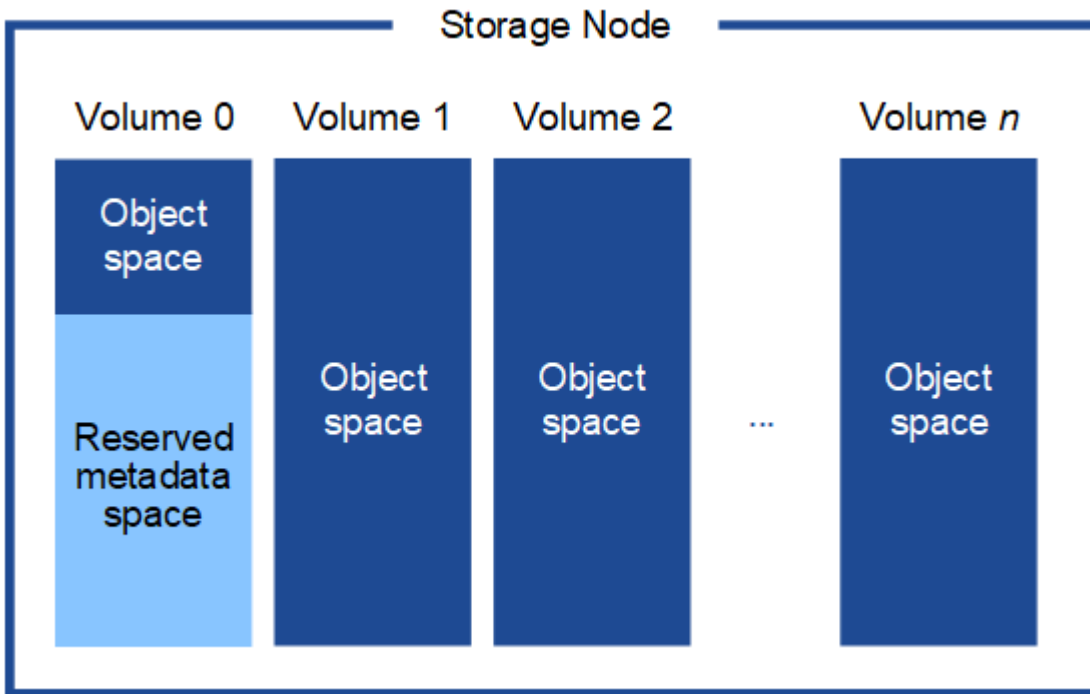 Storage Node
Volume 0
Volume 1
Volume 2
Volume n
Object
space
Reserved
metadata
space
Object
space
Object
space
...
Object
space